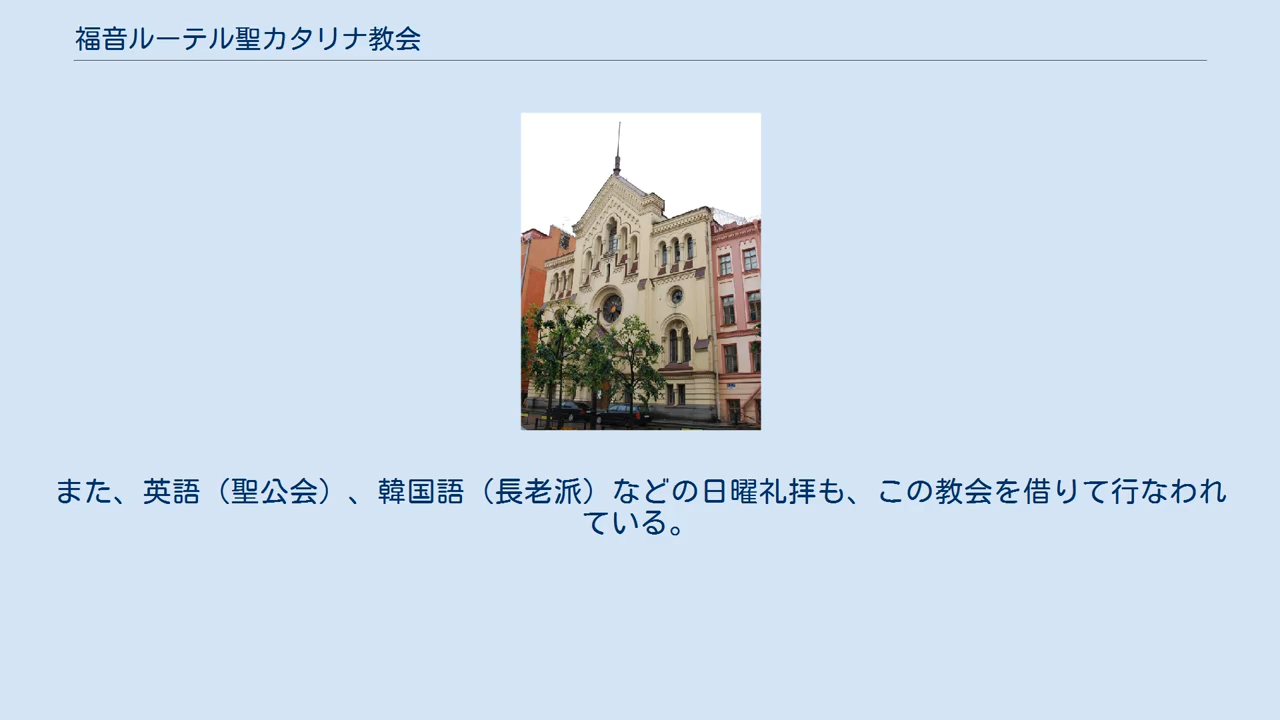 福音ルーテル聖カタリナ教会
また、英語（聖公会）、韓国語（長老派）などの日曜礼拝も、この教会を借りて行なわれ
ている。